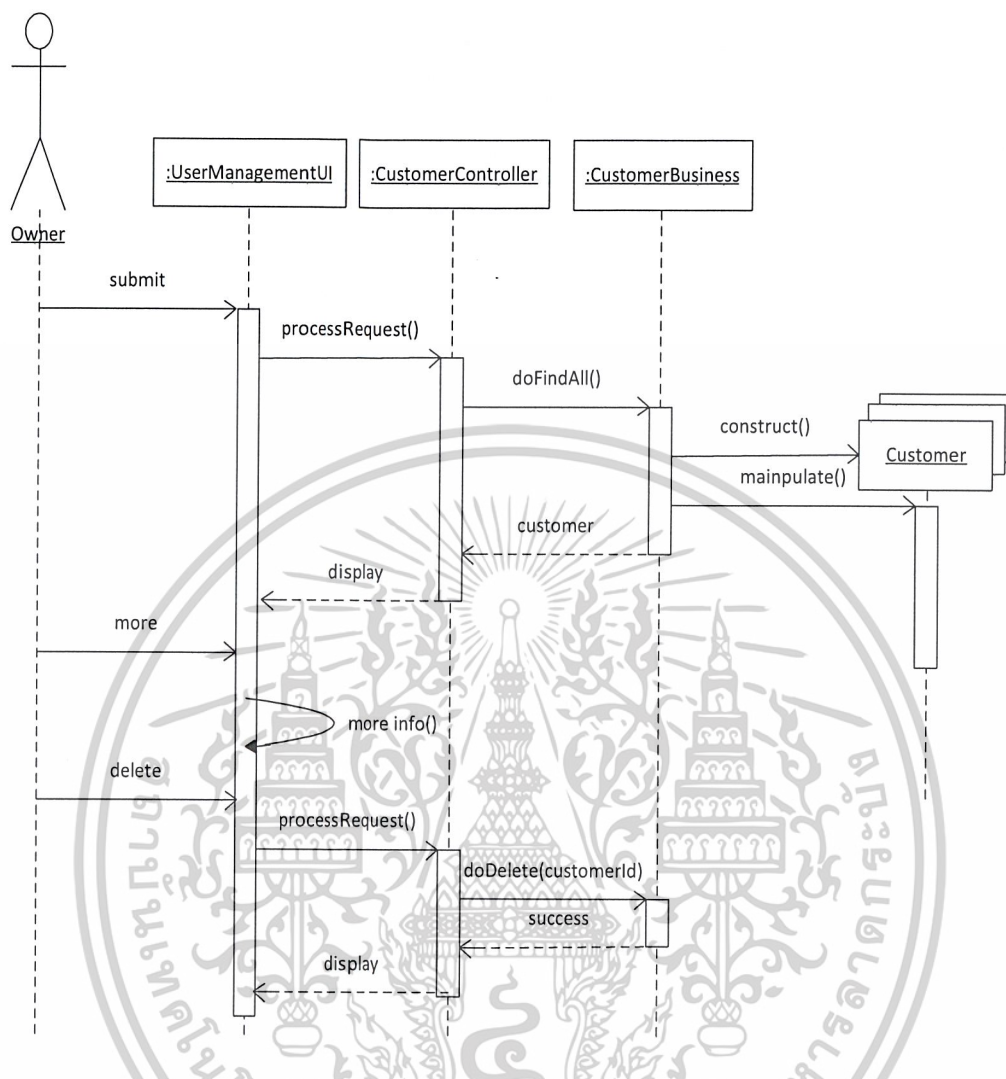 :UserManagementUI
:CustomerController
:CustomerBusiness
Owner
submit
processRequest()
doFindAll()
construct()
Customer
mainpulate()
customer
display
more
more info()
delete
processRequest()
doDelete(customerId)
success
display